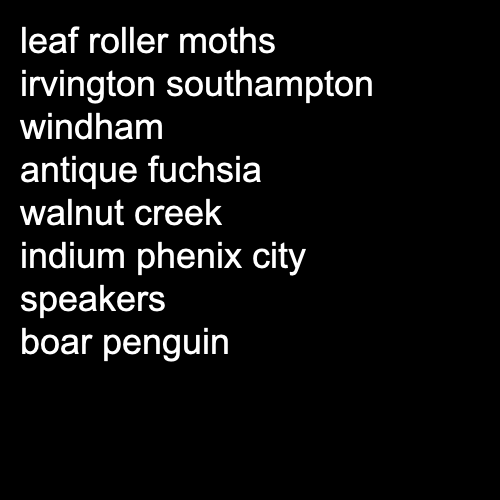 leaf roller moths
irvington southampton
windham
antique fuchsia
walnut creek
indium phenix city
speakers
boar penguin